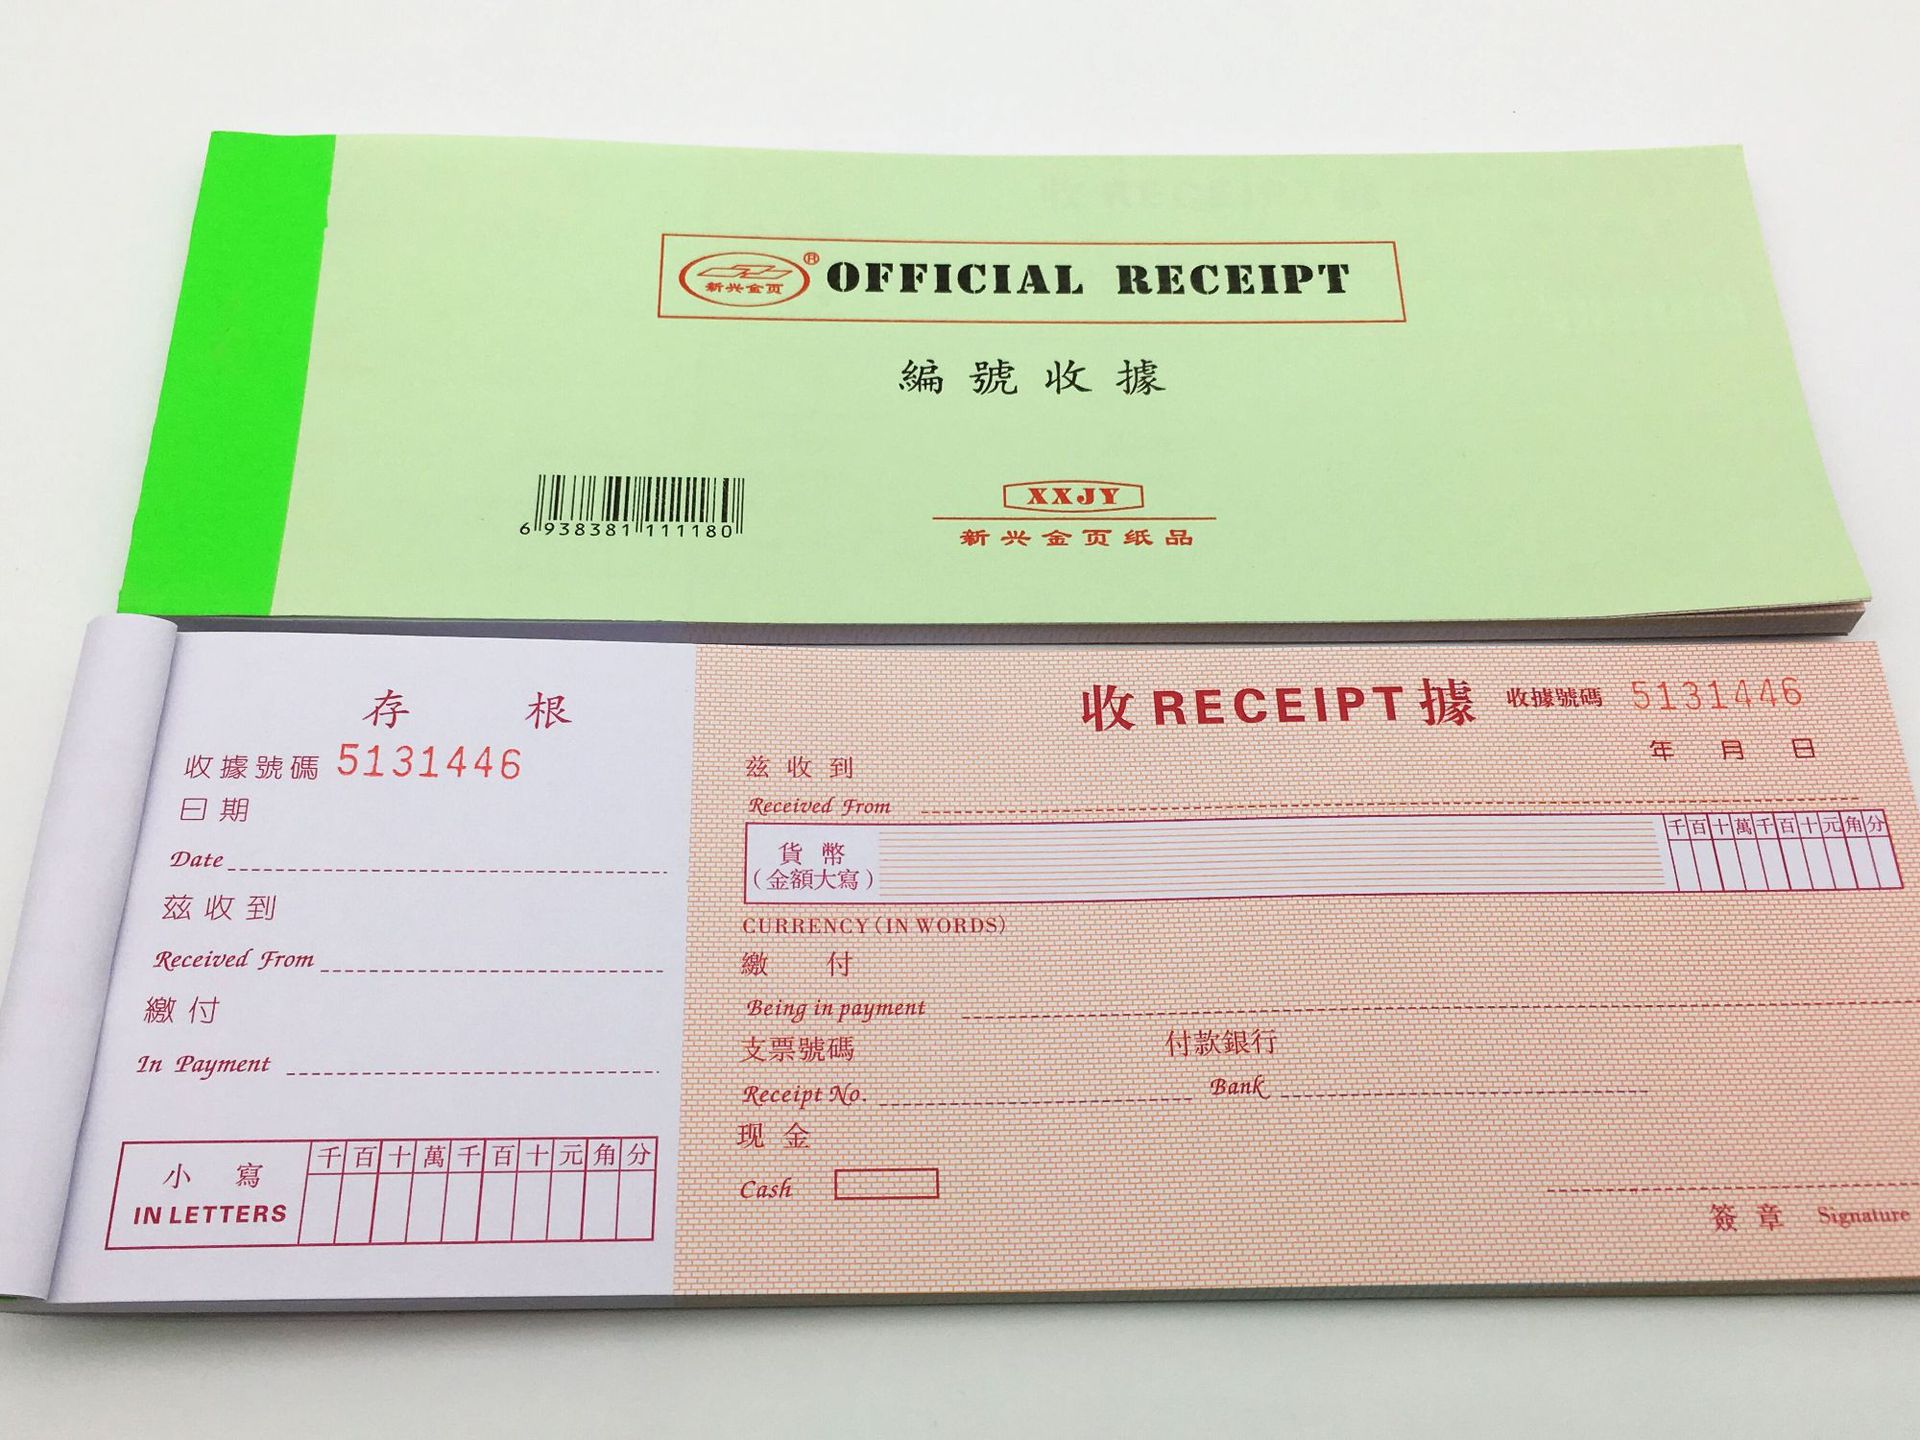 新兴金页® OFFICIAL RECEIPT
編號收據
6 938381 111180
XXJY
新兴金页纸品
存 根
收據號碼 5131446
日期
Date
兹收到
Received From
繳付
In Payment
小 寫 千百十萬千百十元角分
IN LETTERS
收 RECEIPT 據 收據號碼 5131446
年 月 日
兹收到
Received From
貨幣 千百十萬千百十元角分
(金額大寫)
CURRENCY(IN WORDS)
繳 付
Being in payment
支票號碼 付款銀行
Receipt No. Bank
现金
Cash
簽章 Signature